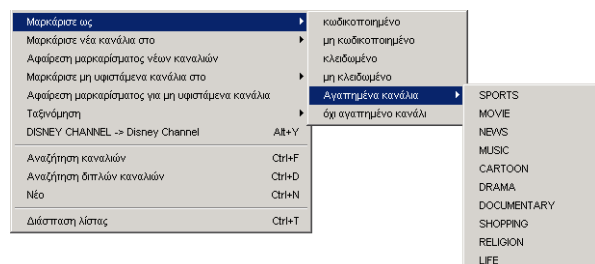 Μαρκάρισε ως
Μαρκάρισε νέα κανάλια στο
Αφαίρεση μαρκαρίσματος νέων καναλιών
Μαρκάρισε μη υφιστάμενα κανάλια στο
Αφαίρεση μαρκαρίσματος για μη υφιστάμενα κανάλια
Ταξινόμηση
DISNEY CHANNEL -> Disney Channel Alt+Y
Αναζήτηση καναλιών Ctrl+F
Αναζήτηση διπλών καναλιών Ctrl+D
Νέο Ctrl+N
Διάσπαση λίστας Ctrl+T
κωδικοποιημένο
μη κωδικοποιημένο
κλειδωμένο
μη κλειδωμένο
Αγαπημένα κανάλια
όχι αγαπημένο κανάλι
SPORTS
MOVIE
NEWS
MUSIC
CARTOON
DRAMA
DOCUMENTARY
SHOPPING
RELIGION
LIFE